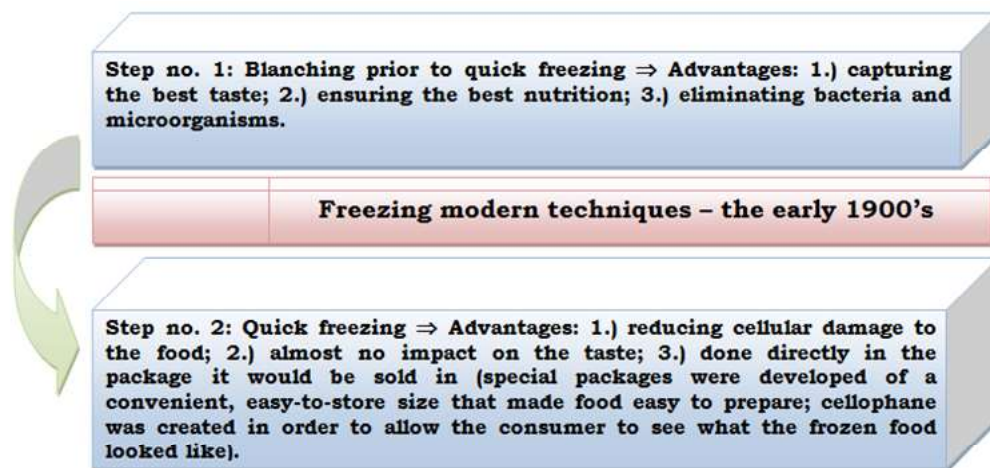 Step no. 1: Blanching prior to quick freezing ⇒ Advantages: 1.) capturing
the best taste; 2.) ensuring the best nutrition; 3.) eliminating bacteria and
microorganisms.
Freezing modern techniques – the early 1900’s
Step no. 2: Quick freezing ⇒ Advantages: 1.) reducing cellular damage to
the food; 2.) almost no impact on the taste; 3.) done directly in the
package it would be sold in (special packages were developed of a
convenient, easy-to-store size that made food easy to prepare; cellophane
was created in order to allow the consumer to see what the frozen food
looked like).